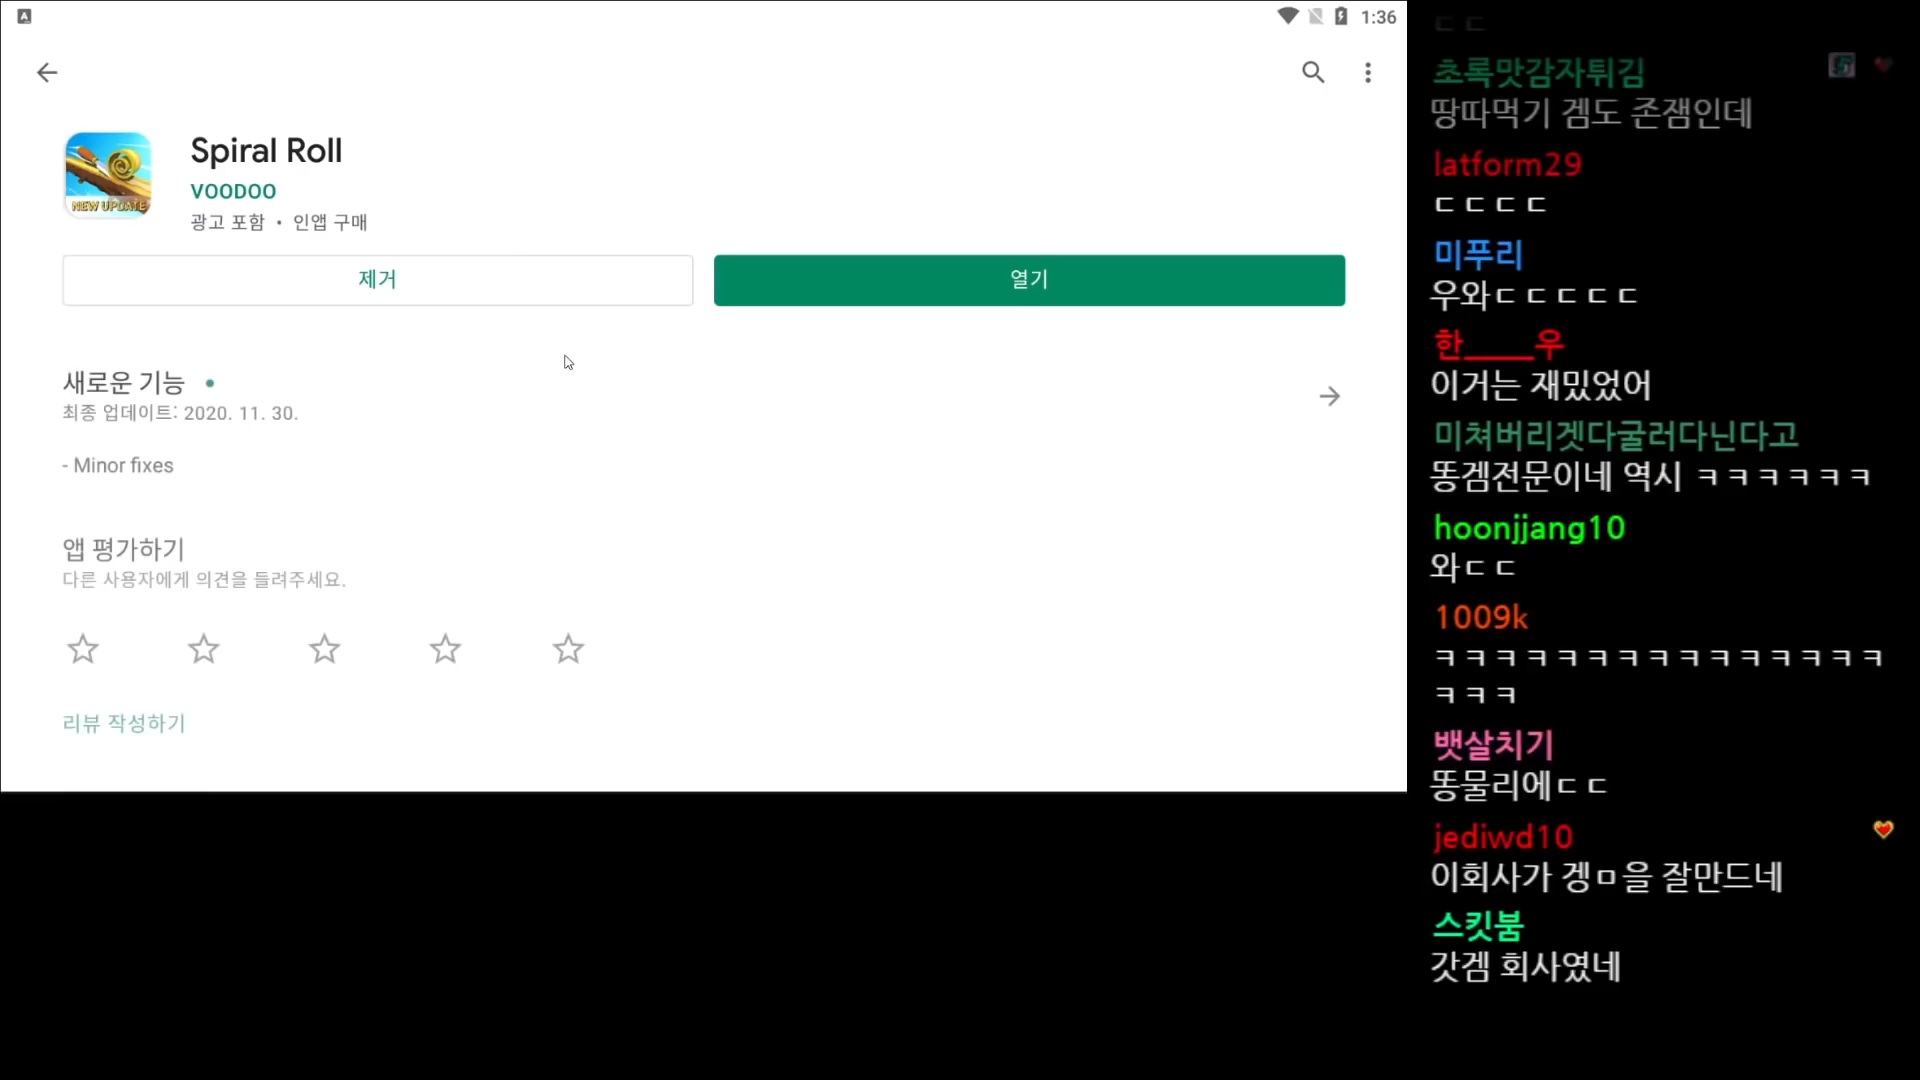 1:36
Spiral Roll
VOODOO
광고 포함 • 인앱 구매
NEW UPDATE
제거
열기
새로운 기능
최종 업데이트: 2020. 11. 30.
- Minor fixes
앱 평가하기
다른 사용자에게 의견을 들려주세요.
리뷰 작성하기
ㄷㄷ
초록맛감자튀김
땅따먹기 겜도 존잼인데
latform29
ㄷㄷㄷㄷ
미푸리
우와ㄷㄷㄷㄷㄷ
한____우
이거는 재밌었어
미쳐버리겟다굴러다닌다고
똥겜전문이네 역시 ㅋㅋㅋㅋㅋㅋ
hoonjjang10
와ㄷㄷ
1009k
ㅋㅋㅋㅋㅋㅋㅋㅋㅋㅋㅋㅋㅋㅋㅋ
ㅋㅋㅋ
뱃살치기
똥물리에ㄷㄷ
jediwd10
이회사가 겡ㅁ을 잘만드네
스킷붐
갓겜 회사였네